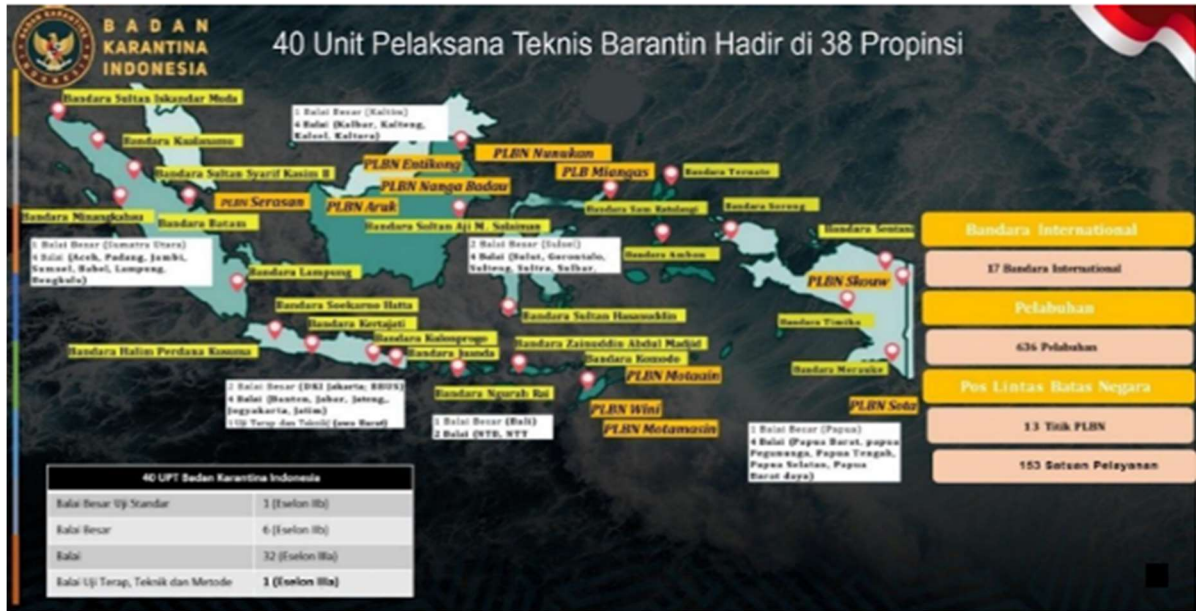 BADAN
KARANTINA
INDONESIA
40 Unit Pelaksana Teknis Barantin Hadir di 38 Propinsi
Bandara Sultan Iskandar Muda
Bandara Kualanamu
Bandara Sultan Syarif Kasim II
PLBN Serasan
Bandara Minangkabau
Bandara Batam
1 Balai Besar (Sumatra Utara)
4 Balai (Aceh, Padang, Jambi,
Sumsel, Babel, Lampung,
Bengkulu)
Bandara Lampung
1 Balai Besar (Kaltim)
4 Balai (Kalbar, Kalteng,
Kalsel, Kaltara)
PLBN Nunukan
PLBN Entikong
PLBN Nanga Badau
PLBN Aruk
Bandara Sultan Aji M. Sulaiman
PLB Miangas
Bandara Ternate
Bandara Sam Ratulangi
Bandara Sorong
2 Balai Besar (Sulsel)
4 Balai (Sulut, Gorontalo,
Sulteng, Sultra, Sulbar,
Bandara Ambon
Bandara Sentani
PLBN Skouw
Bandara Timika
Bandara Merauke
PLBN Sota
Bandara Soekarno Hatta
Bandara Kertajati
Bandara Kulonprogo
Bandara Halim Perdana Kusuma
Bandara Juanda
Bandara Sultan Hasanuddin
Bandara Zainuddin Abdul Madjid
Bandara Komodo
Bandara Ngurah Rai
PLBN Motaain
PLBN Wini
PLBN Motamasin
2 Balai Besar (DKI Jakarta; BBUS)
4 Balai (Banten, Jabar, Jateng,
Jogyakarta, Jatim)
1 Uji Terap dan Teknik( Barat)
1 Balai Besar (Bali)
2 Balai (NTB, NTT
1 Balai Besar (Papua)
4 Balai (Papua Barat, papua
Pegununga, Papua Tengah,
Papua Selatan, Papua
Barat daya)
Bandara International
17 Bandara International
Pelabuhan
636 Pelabuhan
Pos Lintas Batas Negara
13 Titik PLBN
153 Satuan Pelayanan
40 UPT Badan Karantina Indonesia
Balai Besar Uji Standar 1 (Eselon IIb)
Balai Besar 6 (Eselon IIb)
Balai 32 (Eselon IIIa)
Balai Uji Terap, Teknik dan Metode 1 (Eselon IIIa)